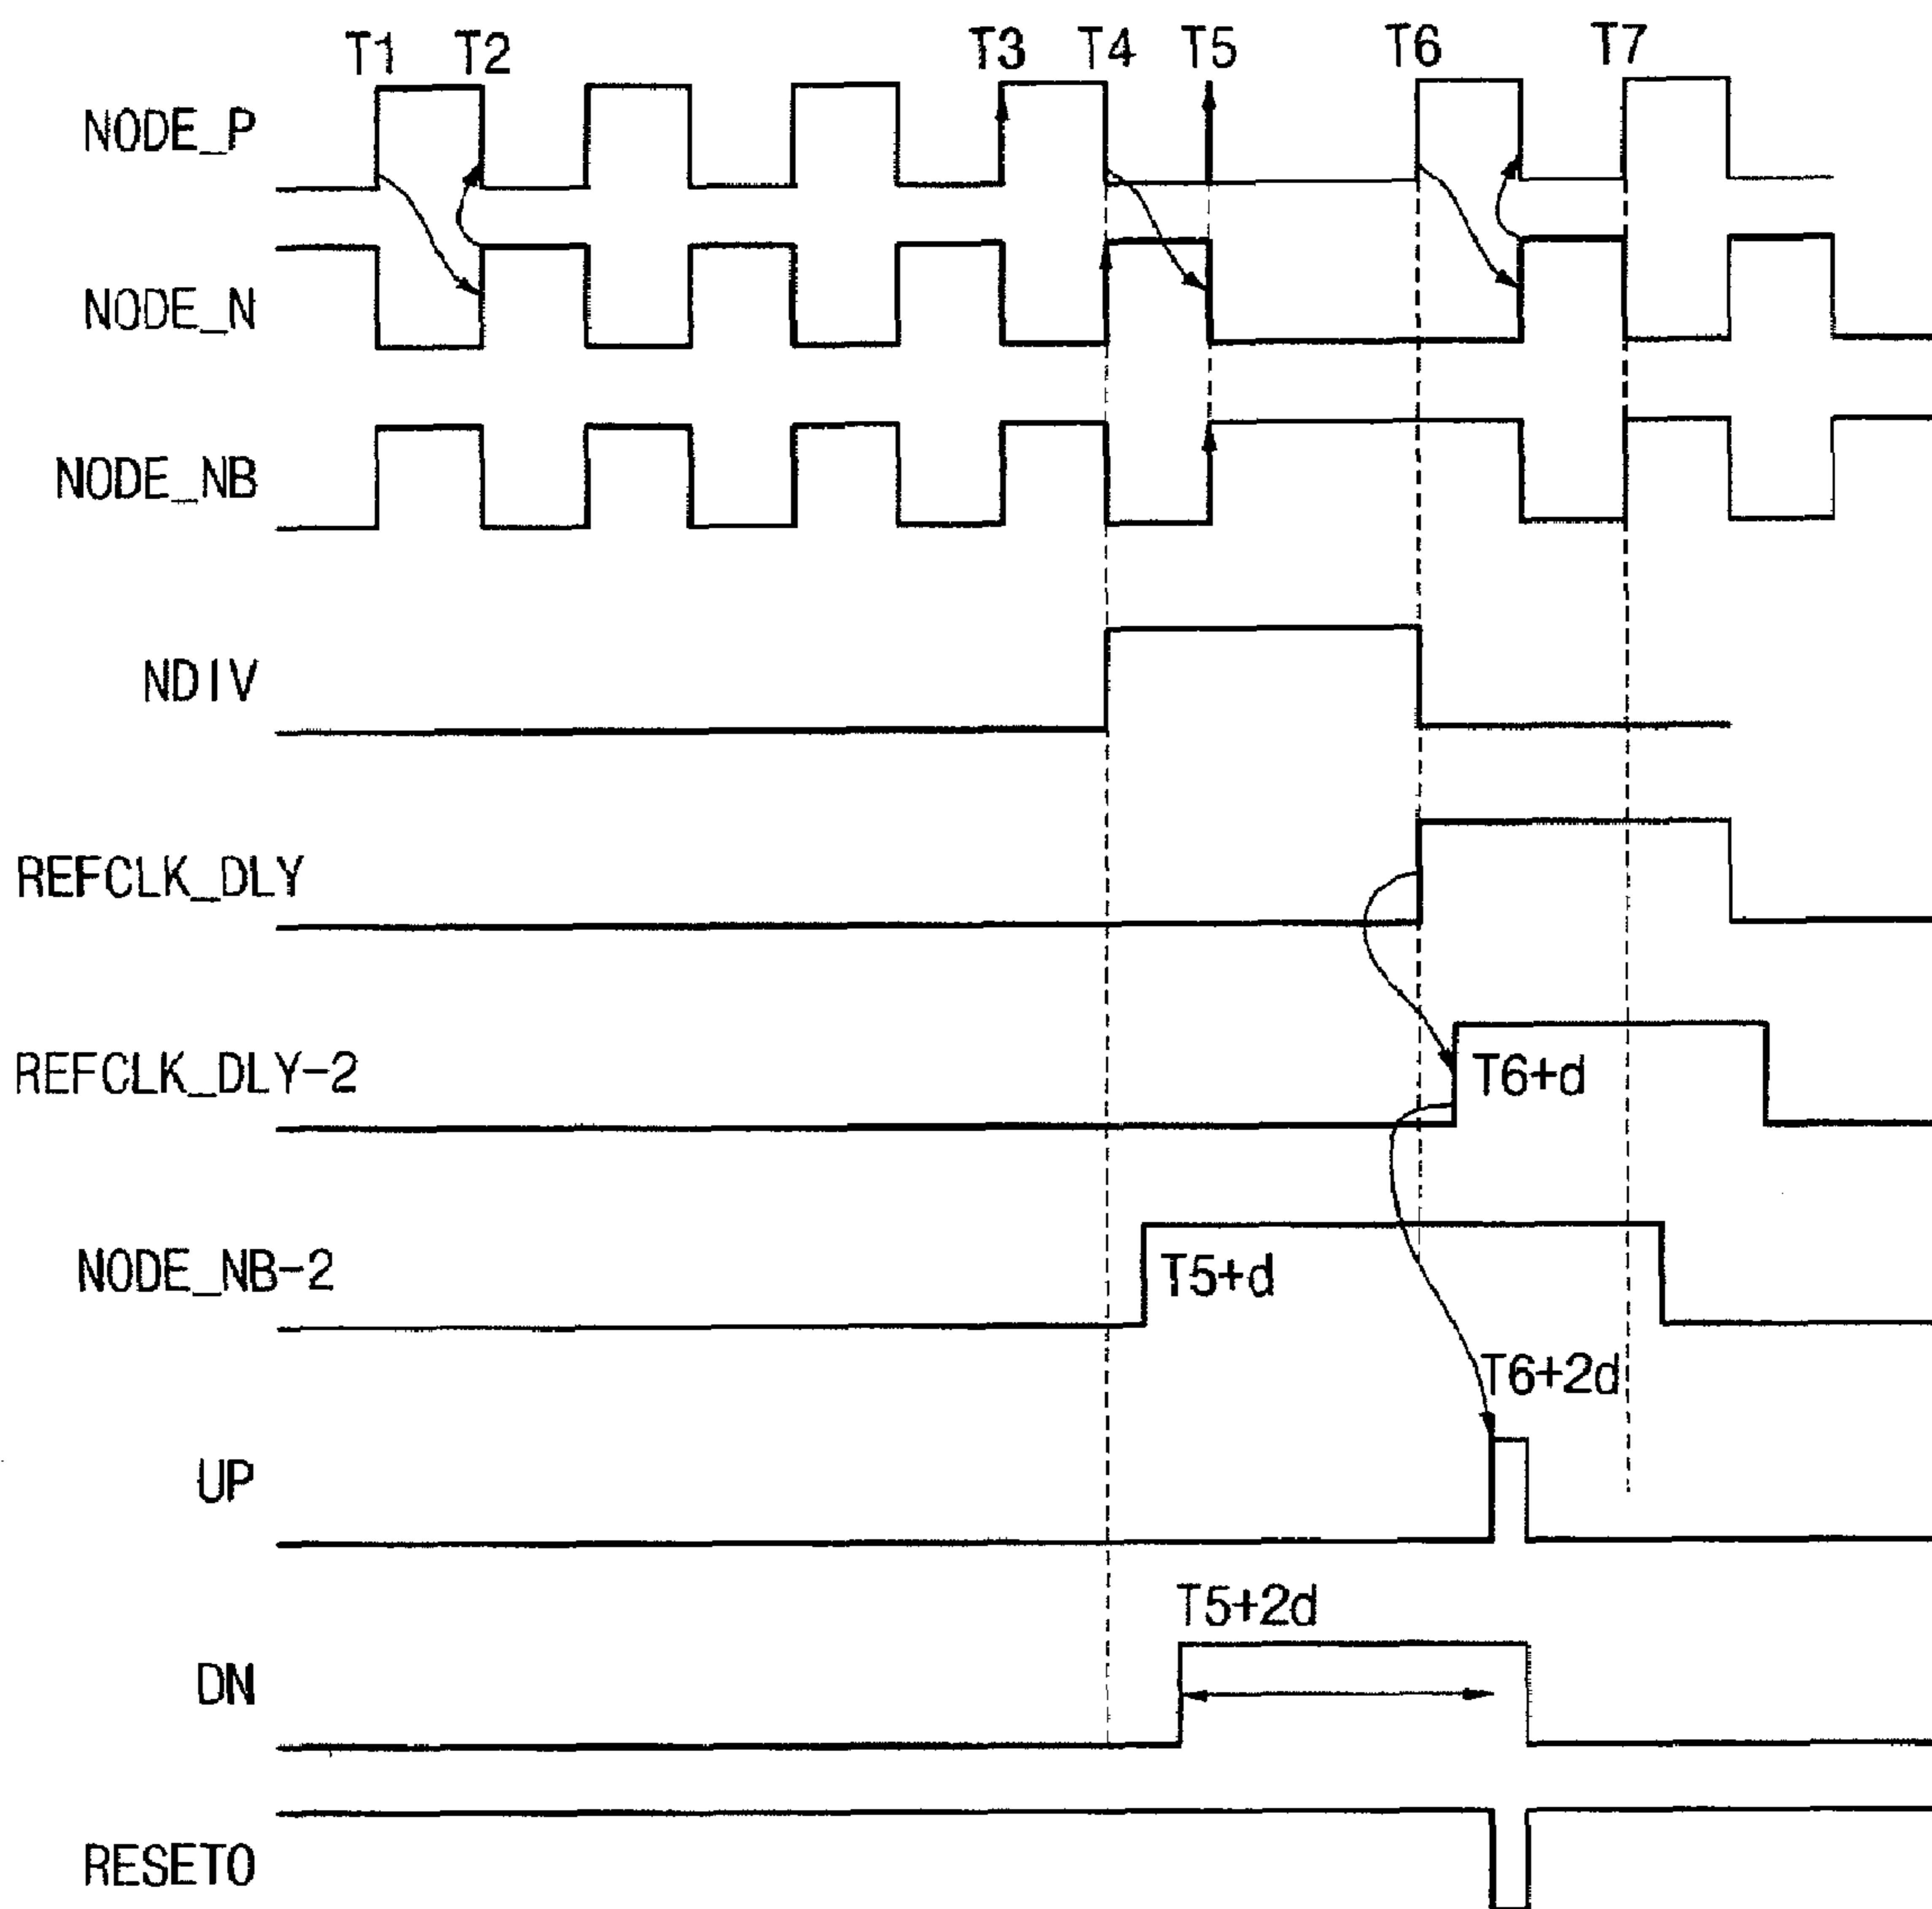 T1 T2 T3 T4 T5 T6 T7
NODE_P
NODE_N
NODE_NB
NDIV
REFCLK_DLY
REFCLK_DLY-2
T6+d
NODE_NB-2
T5+d
T6+2d
UP
T5+2d
DN
RESETO